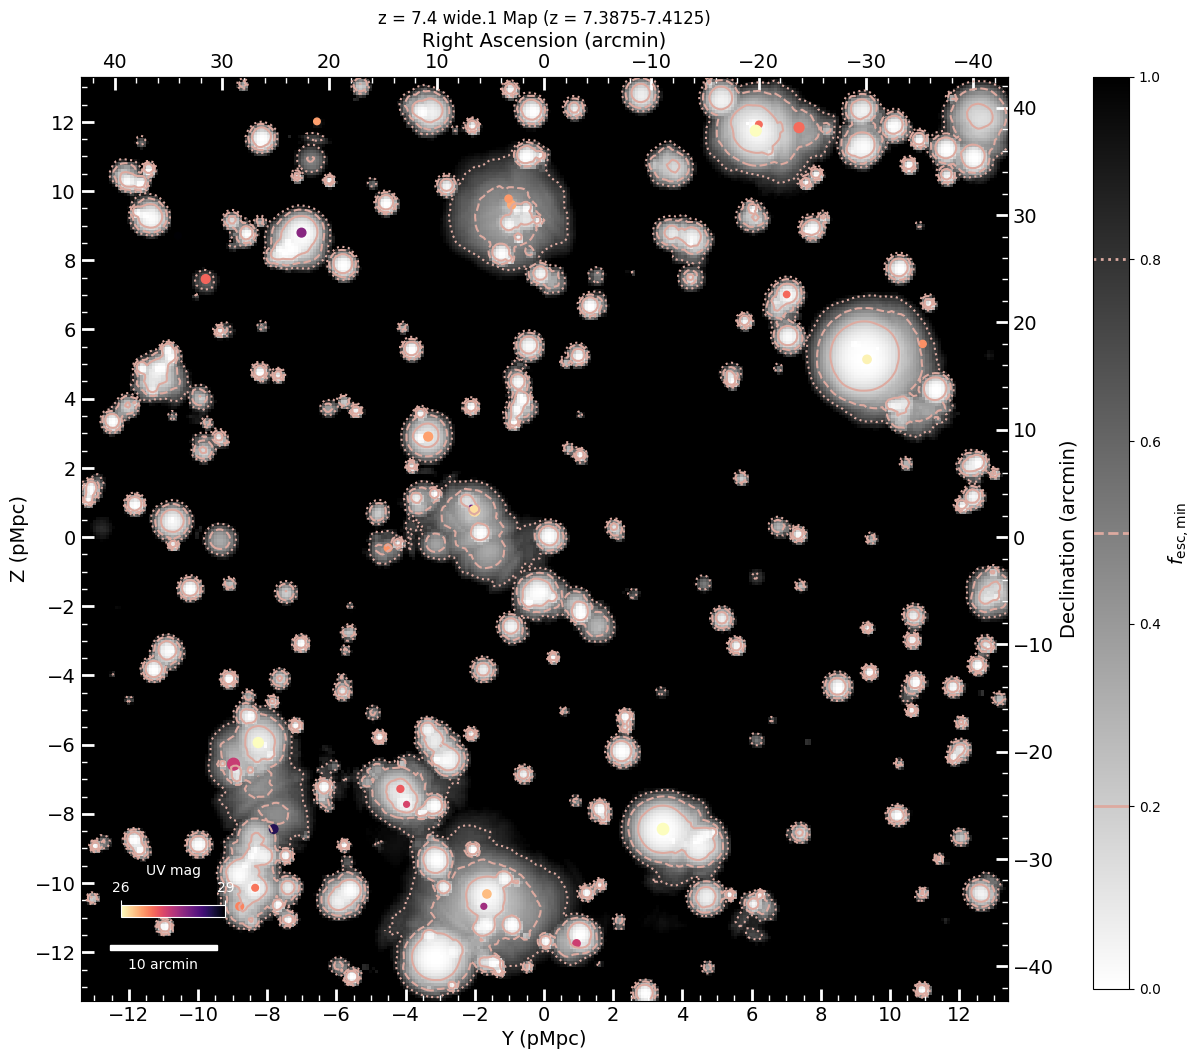 z = 7.4 wide.1 Map (z = 7.3875-7.4125)
Right Ascension (arcmin)
40 30 20 10 0 −10 −20 −30 −40
12
10
8
6
4
2
0
−2
−4
−6
−8
−10
−12
Z (pMpc)
UV mag
26 29
10 arcmin
−12 −10 −8 −6 −4 −2 0 2 4 6 8 10 12
Y (pMpc)
40
30
20
10
0
−10
−20
−30
−40
Declination (arcmin)
1.0
0.8
0.6
0.4
0.2
0.0
fesc,min